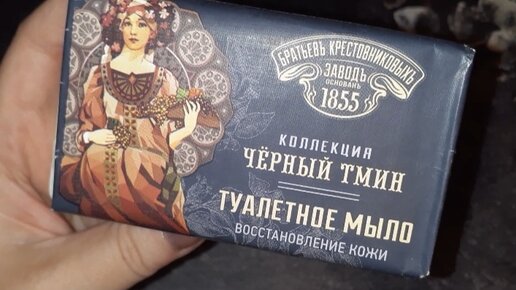 БРАТЬЕВЪ КРЕСТОВНИКОВЫХЪ
ЗАВОДЪ
ОСНОВАНЪ
1855
КОЛЛЕКЦИЯ
ЧЁРНЫЙ ТМИН
ТУАЛЕТНОЕ МЫЛО
ВОССТАНОВЛЕНИЕ КОЖИ